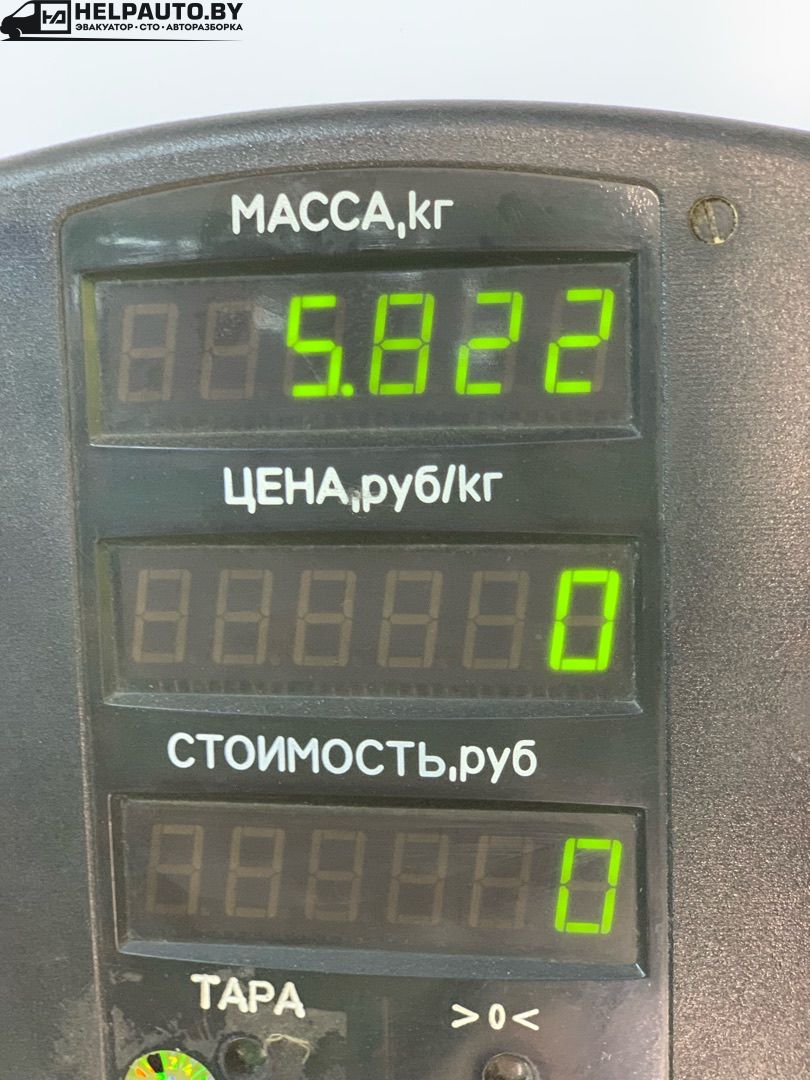 HELPAUTO.BY
ЭВАКУАТОР • СТО • АВТОРАЗБОРКА
МАССА,кг
5.822
ЦЕНА,руб/кг
0
СТОИМОСТЬ,руб
0
ТАРА >0<